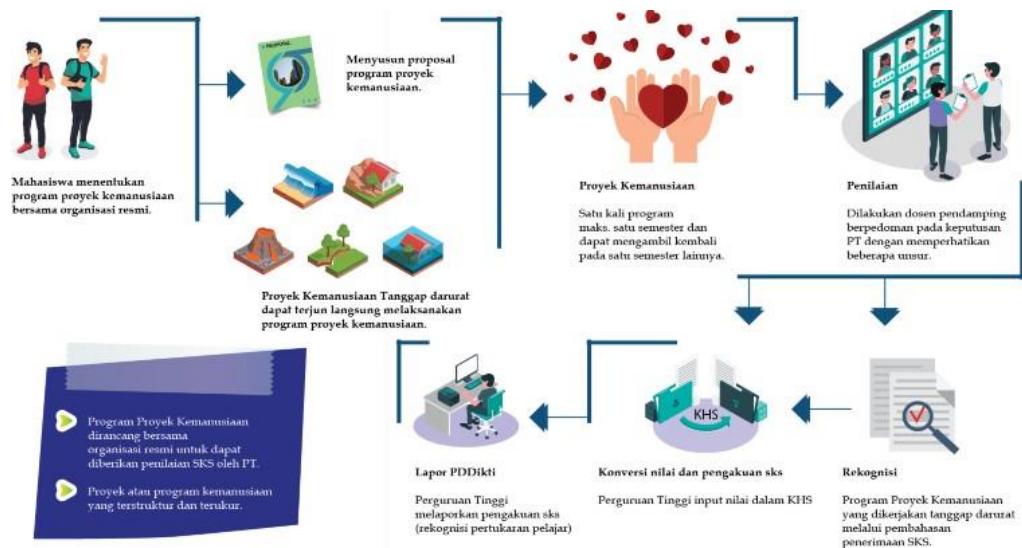 Mahasiswa menentukan
program proyek kemanusiaan
bersama organisasi resmi.
PROPOSAL
Menyusun proposal
program proyek
kemanusiaan.
Proyek Kemanusiaan Tanggap darurat
dapat terjun langsung melaksanakan
program proyek kemanusiaan.
Proyek Kemanusiaan
Satu kali program
maks. satu semester dan
dapat mengambil kembali
pada satu semester lainnya.
Penilaian
Dilakukan dosen pendamping
berpedoman pada keputusan
PT dengan memperhatikan
beberapa unsur.
Rekognisi
Program Proyek Kemanusiaan
yang dikerjakan tanggap darurat
melalui pembahasan
penerimaan SKS.
KHS
Konversi nilai dan pengakuan sks
Perguruan Tinggi input nilai dalam KHS
Lapor PDDikti
Perguruan Tinggi
melaporkan pengakuan sks
(rekognisi pertukaran pelajar)
Program Proyek Kemanusiaan
dirancang bersama
organisasi resmi untuk dapat
diberikan penilaian SKS oleh PT.
Proyek atau program kemanusiaan
yang terstruktur dan terukur.